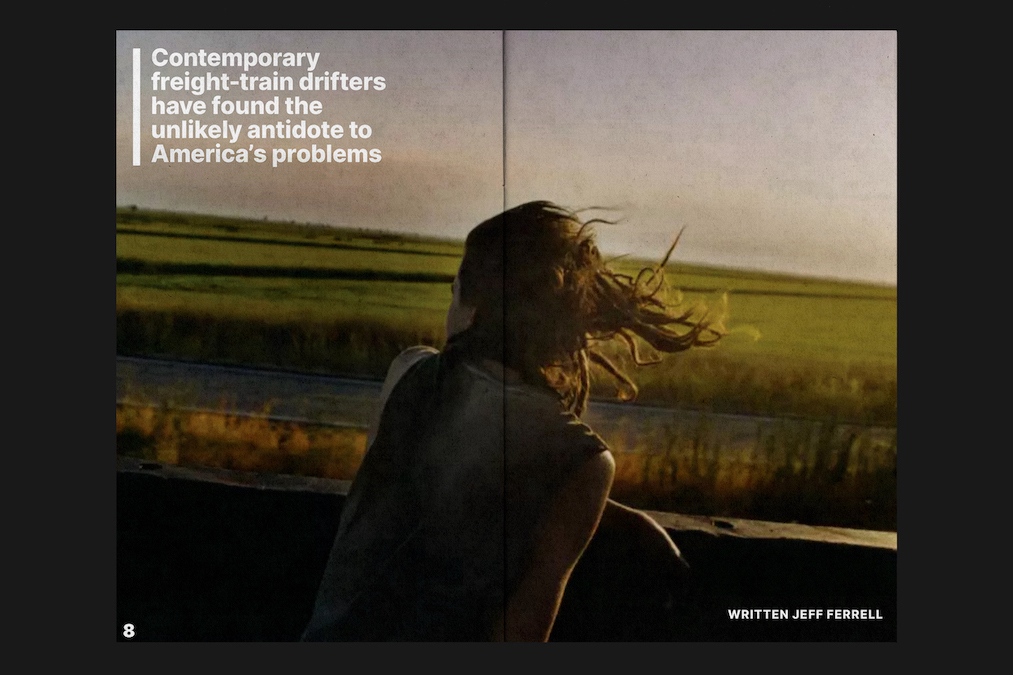 Contemporary
freight-train drifters
have found the
unlikely antidote to
America’s problems
WRITTEN JEFF FERRELL
8